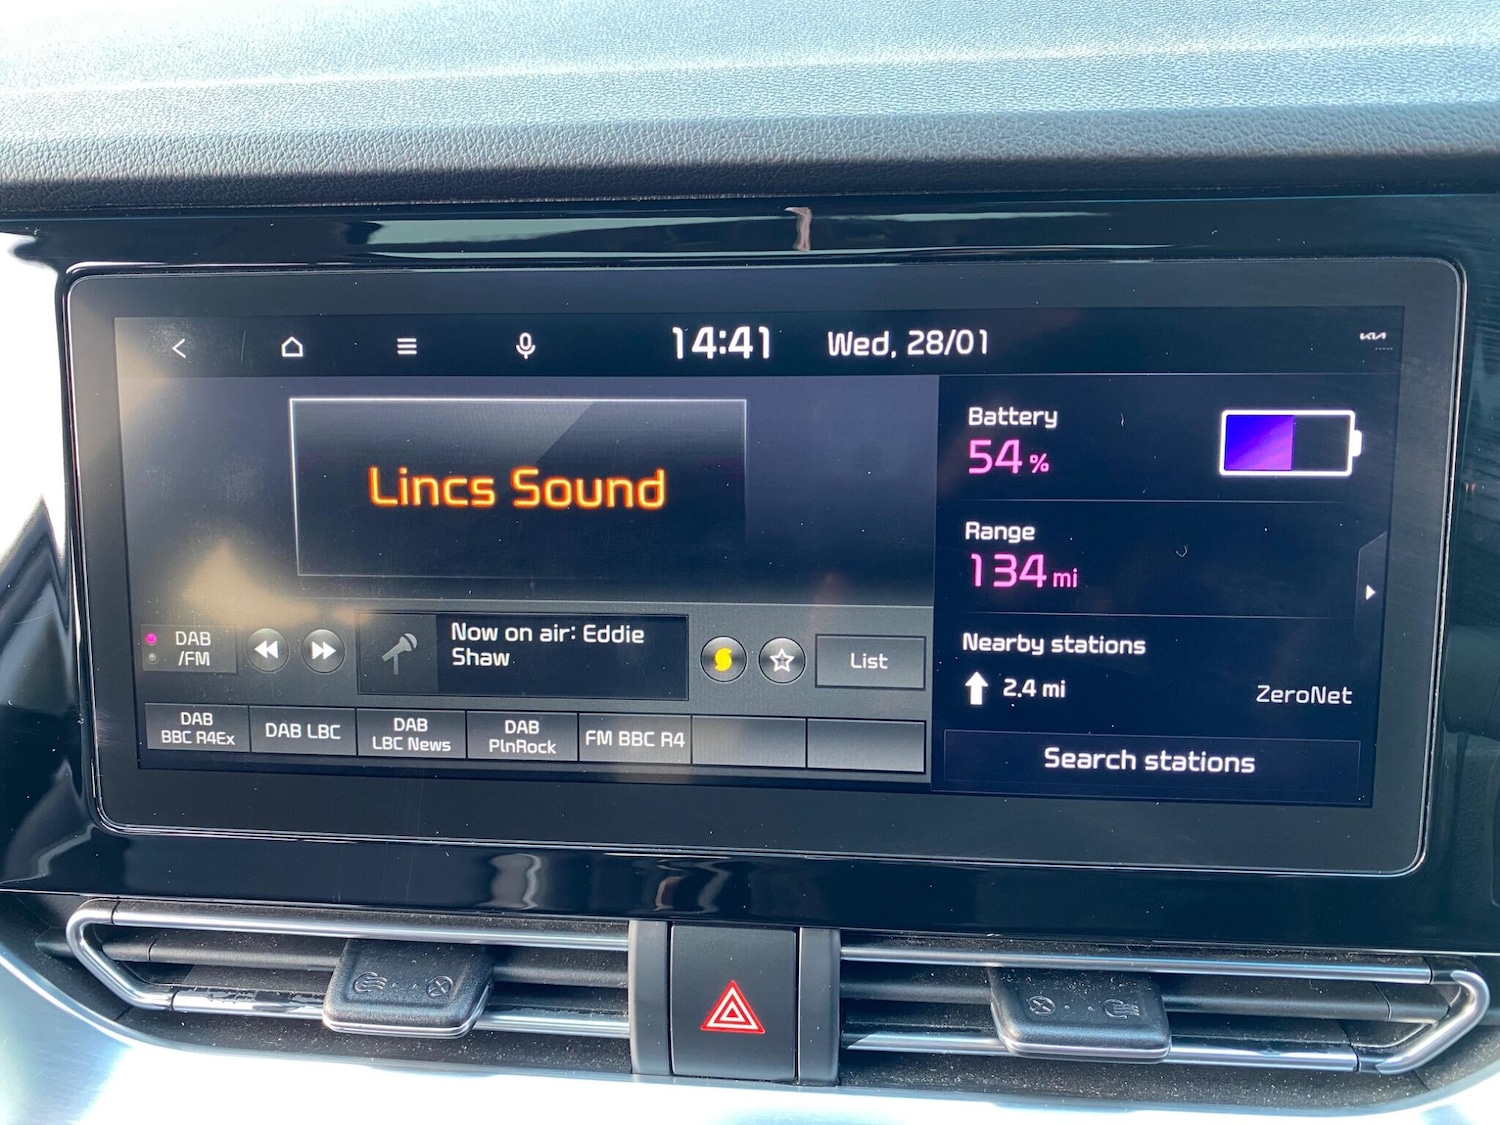 14:41 Wed, 28/01
KIA
Lincs Sound
Battery
54 %
Range
134 mi
Nearby stations
2.4 mi ZeroNet
Search stations
DAB
/FM
Now on air: Eddie
Shaw
List
DAB
BBC R4Ex
DAB LBC
DAB
LBC News
DAB
PlnRock
FM BBC R4